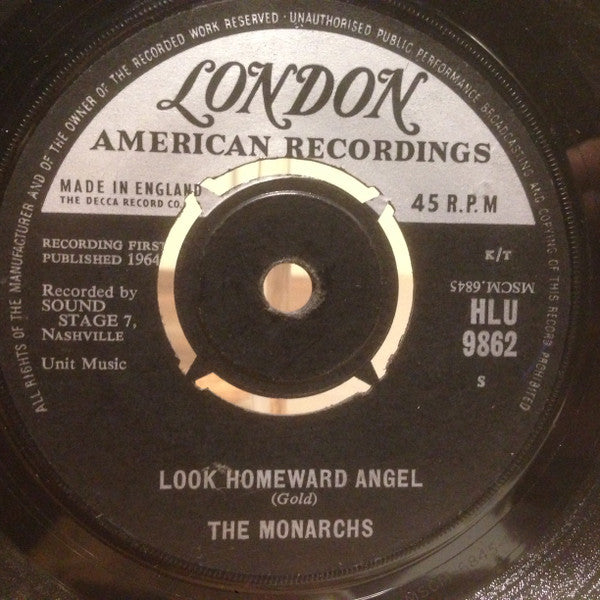 ALL RIGHTS OF THE MANUFACTURER AND OF THE OWNER OF THE RECORDED WORK RESERVED · UNAUTHORISED PUBLIC PERFORMANCE BROADCASTING AND COPYING OF THIS RECORD PROHIBITED
LONDON
AMERICAN RECORDINGS
MADE IN ENGLAND
THE DECCA RECORD CO.
45 R.P.M
RECORDING FIRST
PUBLISHED 1964
K/T
MSCM.6845
Recorded by
SOUND
STAGE 7,
NASHVILLE
HLU
9862
Unit Music
S
LOOK HOMEWARD ANGEL
(Gold)
THE MONARCHS